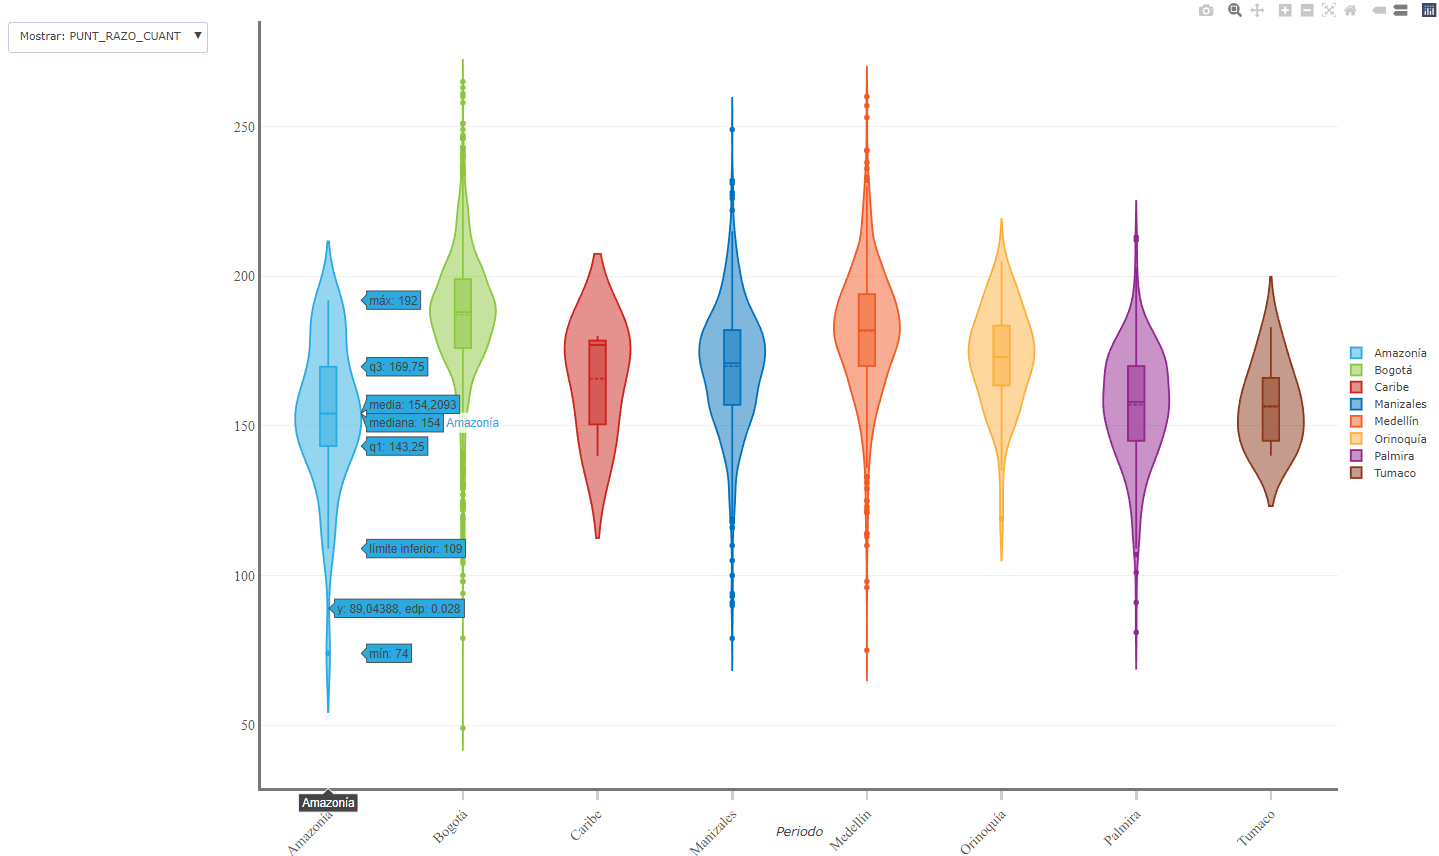 Mostrar: PUNT_RAZO_CUANT ▼
250
200
150
100
50
máx: 192
q3: 169,75
media: 154,2093
mediana: 154 Amazonía
q1: 143,25
límite inferior: 109
y: 89,04388, edp: 0.028
mín: 74
Amazonía
Amazonía
Bogotá
Caribe
Manizales
Medellín
Orinoquía
Palmira
Tumaco
Periodo
Amazonía
Bogotá
Caribe
Manizales
Medellín
Orinoquía
Palmira
Tumaco